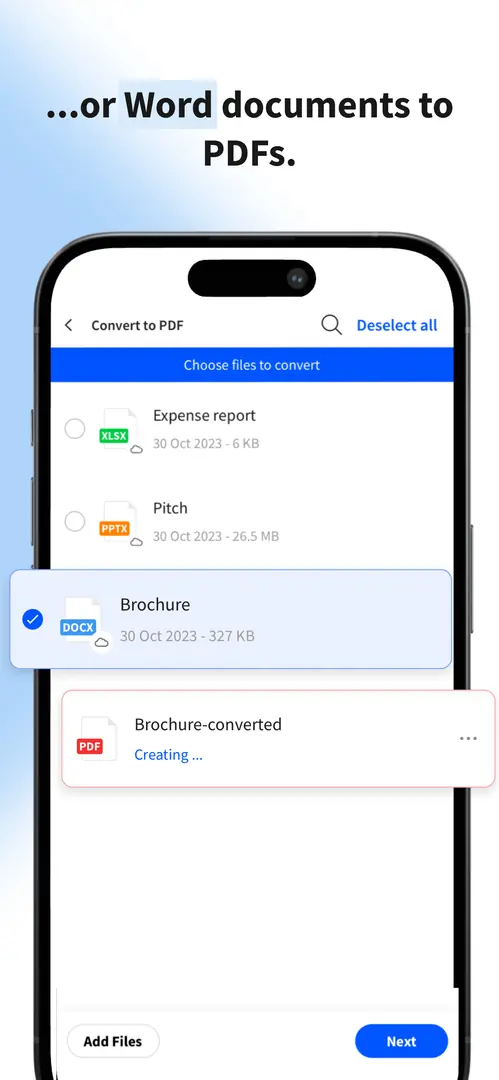 ...or Word documents to
PDFs.
Convert to PDF
Deselect all
Choose files to convert
Expense report
XLSX
30 Oct 2023 - 6 KB
Pitch
PPTX
30 Oct 2023 - 26.5 MB
Brochure
DOCX
30 Oct 2023 - 327 KB
Brochure-converted
PDF
Creating ...
Add Files
Next